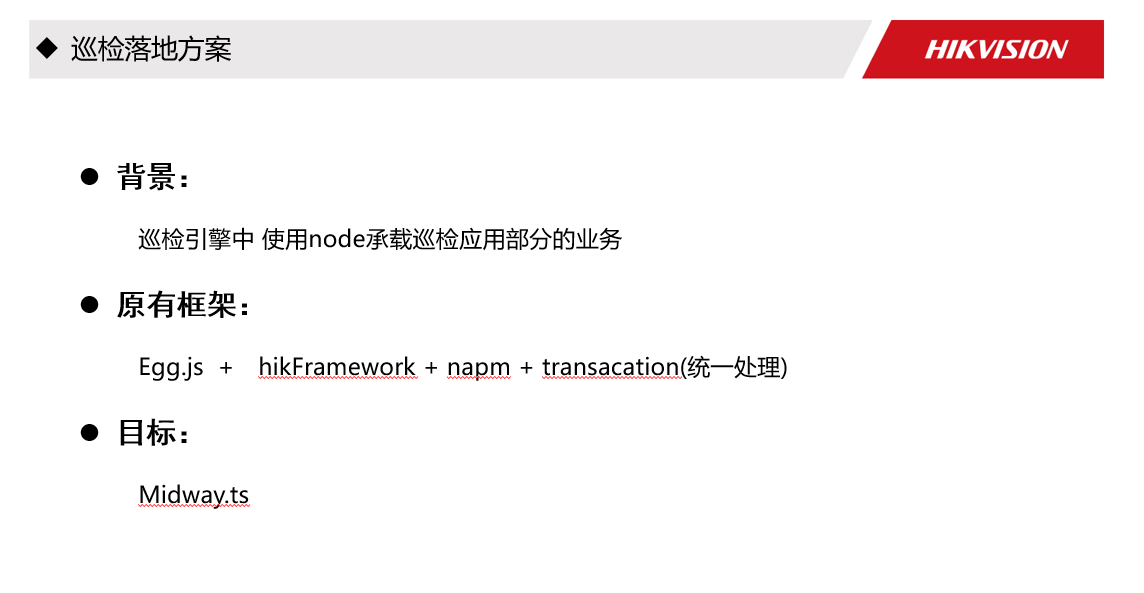 巡检落地方案
HIKVISION
背景：
巡检引擎中 使用node承载巡检应用部分的业务
原有框架：
Egg.js + hikFramework + napm + transacation(统一处理)
目标：
Midway.ts